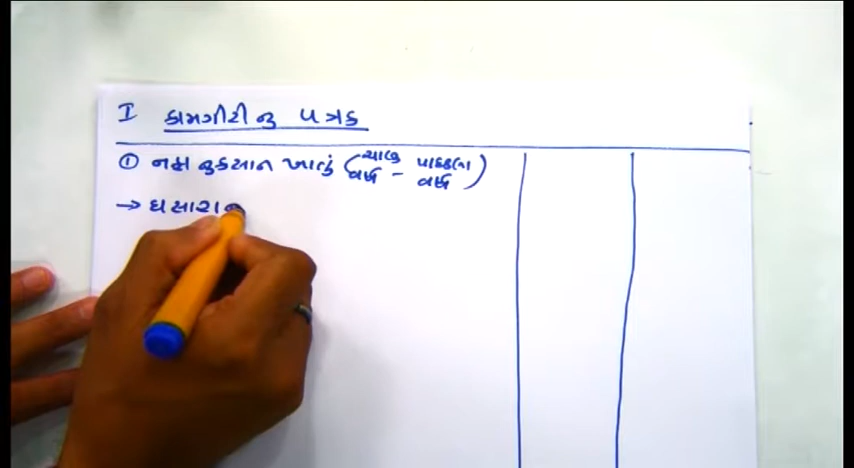 I કામગીરી નુ પત્રક
① નફા નુકસાન ખાતું (ચાલુ વર્ષ - પાછલા વર્ષ)
→ ઘસારા